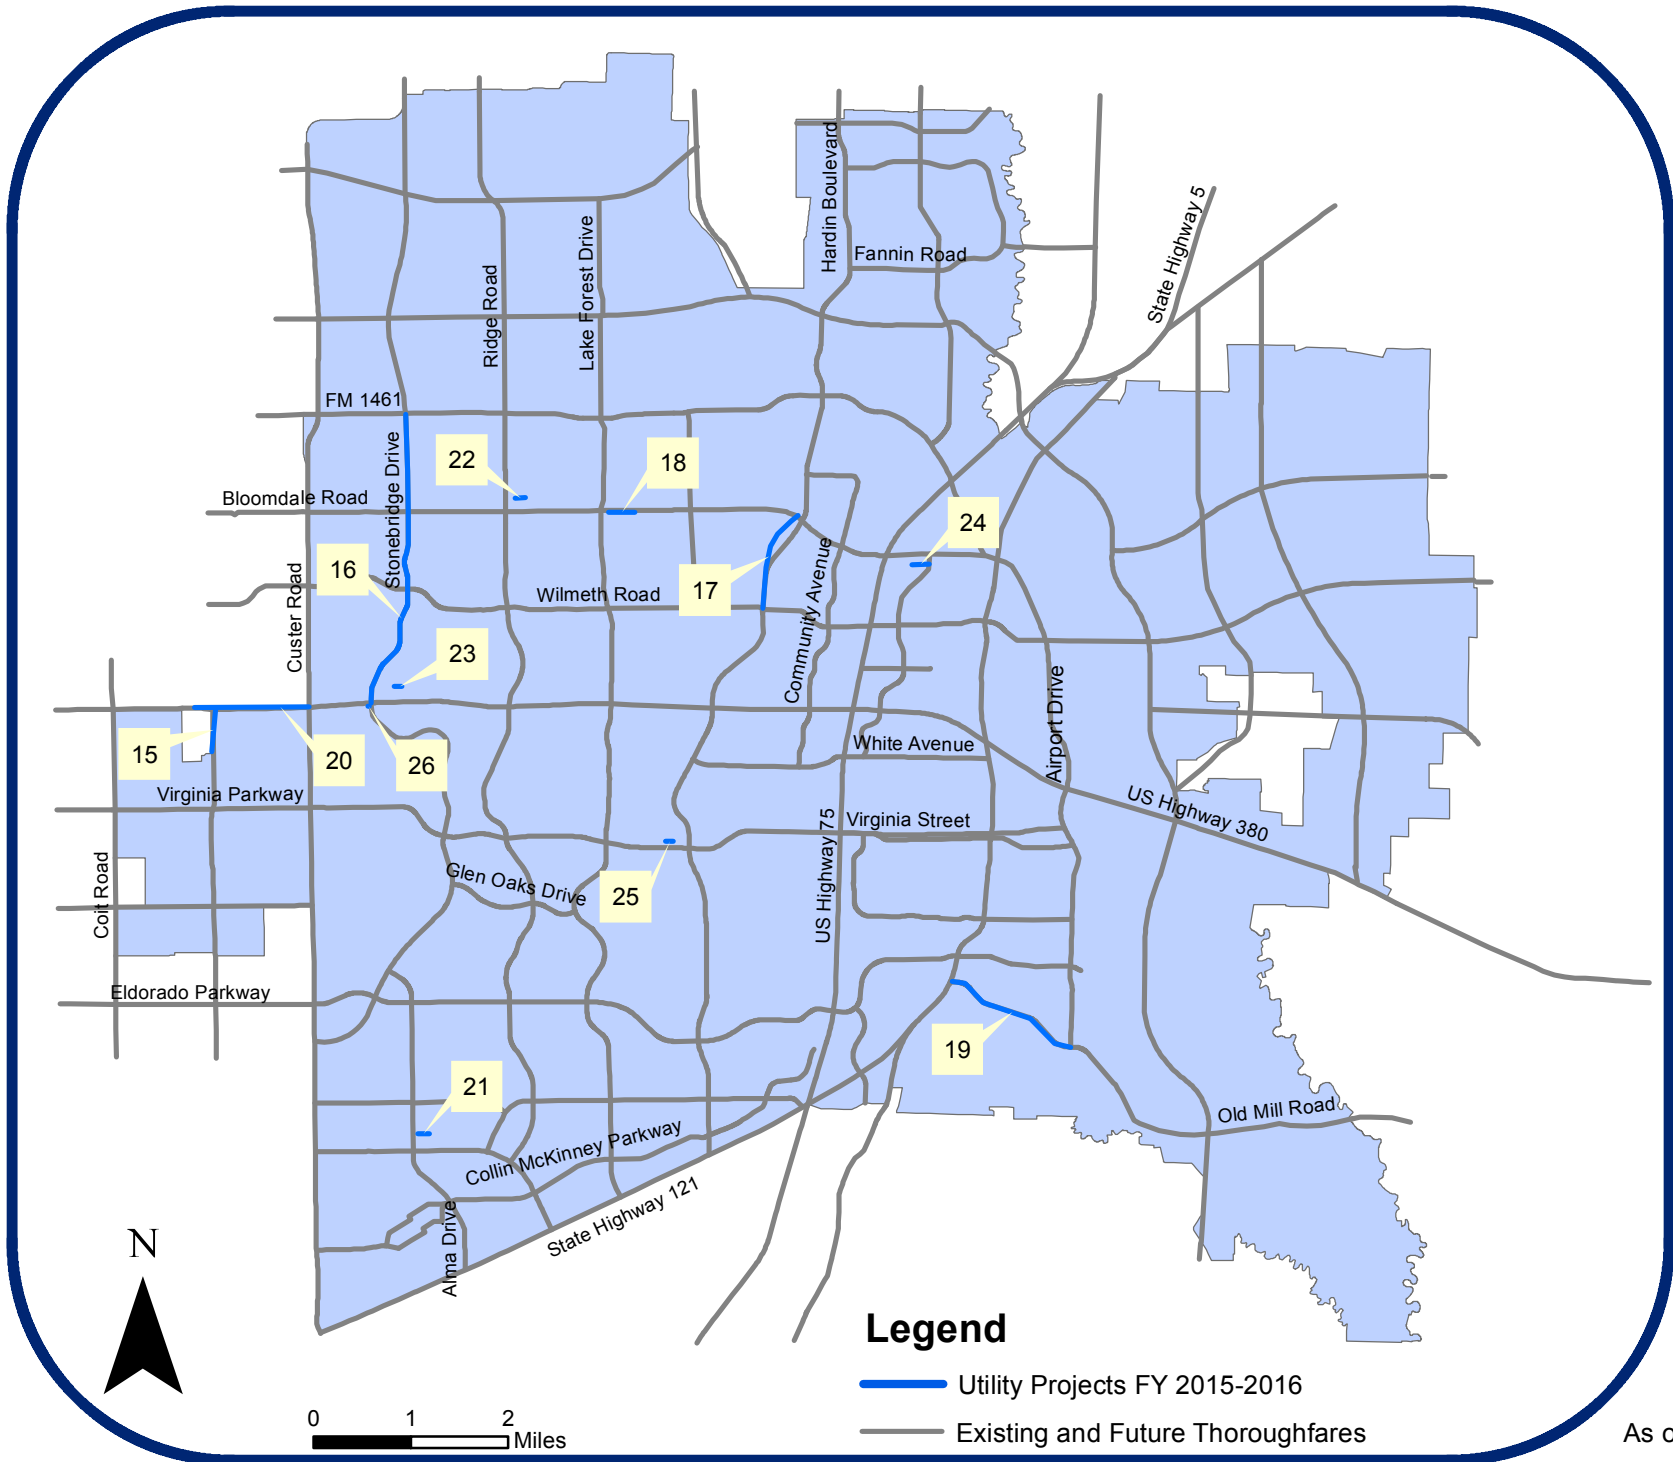 Hardin Boulevard
State Highway 5
Lake Forest Drive
Fannin Road
Ridge Road
FM 1461
Stonebridge Drive
22
18
Bloomdale Road
24
16
Community Avenue
17
Wilmeth Road
Custer Road
23
Airport Drive
15
20
26
White Avenue
Virginia Parkway
US Highway 380
US Highway 75
Virginia Street
Glen Oaks Drive
25
Coit Road
Eldorado Parkway
19
21
Old Mill Road
Collin McKinney Parkway
State Highway 121
Alma Drive
N
Legend
Utility Projects FY 2015-2016
0 1 2
Miles
Existing and Future Thoroughfares
As